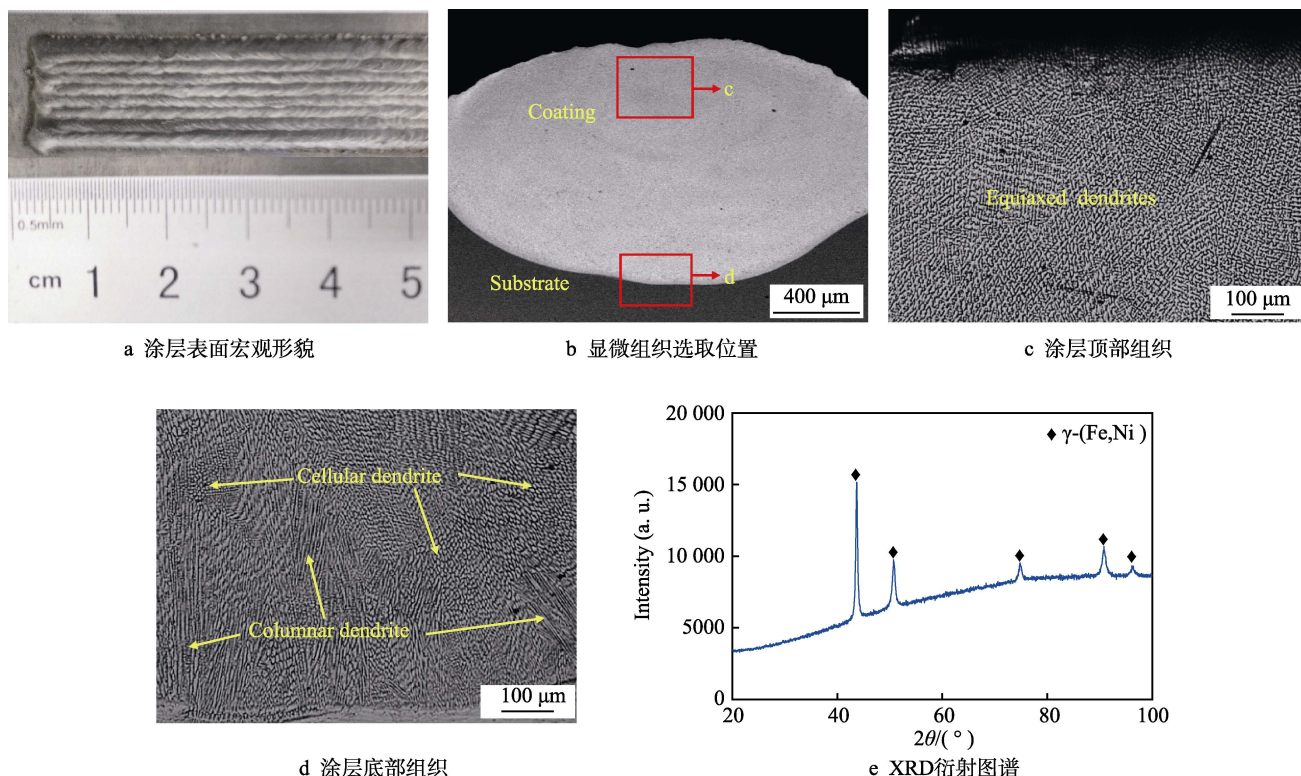 0.5mm
cm 1 2 3 4 5
a 涂层表面宏观形貌
Coating
c
Substrate
d
400 μm
b 显微组织选取位置
Equiaxed dendrites
100 μm
c 涂层顶部组织
Cellular dendrite
Columnar dendrite
100 μm
d 涂层底部组织
20 000
15 000
10 000
5000
0
Intensity (a. u.)
♦ γ-(Fe,Ni )
20 40 60 80 100
2θ/( ° )
e XRD衍射图谱